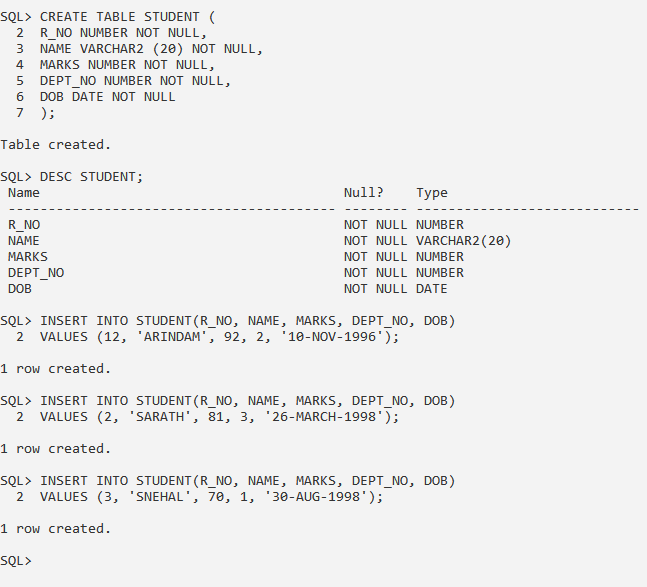 SQL> CREATE TABLE STUDENT (
  2  R_NO NUMBER NOT NULL,
  3  NAME VARCHAR2 (20) NOT NULL,
  4  MARKS NUMBER NOT NULL,
  5  DEPT_NO NUMBER NOT NULL,
  6  DOB DATE NOT NULL
  7  );
Table created.
SQL> DESC STUDENT;
 Name                                      Null?    Type
 ----------------------------------------- -------- ----------------------------
 R_NO                                      NOT NULL NUMBER
 NAME                                      NOT NULL VARCHAR2(20)
 MARKS                                     NOT NULL NUMBER
 DEPT_NO                                   NOT NULL NUMBER
 DOB                                       NOT NULL DATE
SQL> INSERT INTO STUDENT(R_NO, NAME, MARKS, DEPT_NO, DOB)
  2  VALUES (12, 'ARINDAM', 92, 2, '10-NOV-1996');
1 row created.
SQL> INSERT INTO STUDENT(R_NO, NAME, MARKS, DEPT_NO, DOB)
  2  VALUES (2, 'SARATH', 81, 3, '26-MARCH-1998');
1 row created.
SQL> INSERT INTO STUDENT(R_NO, NAME, MARKS, DEPT_NO, DOB)
  2  VALUES (3, 'SNEHAL', 70, 1, '30-AUG-1998');
1 row created.
SQL>